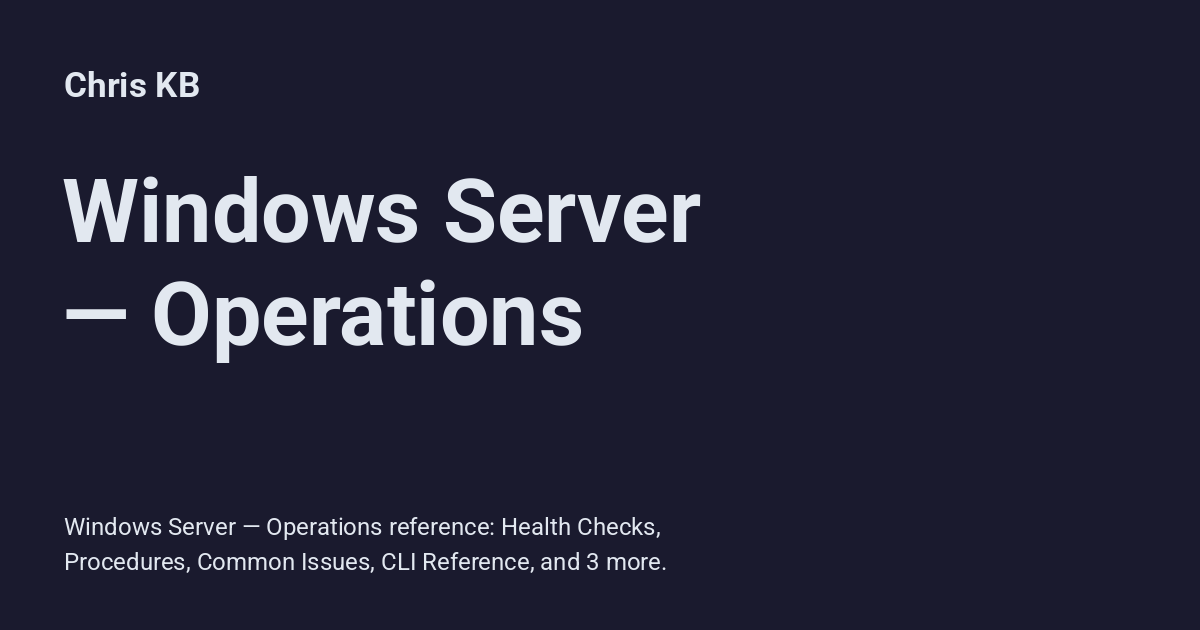 Chris KB
Windows Server
— Operations
Windows Server — Operations reference: Health Checks,
Procedures, Common Issues, CLI Reference, and 3 more.